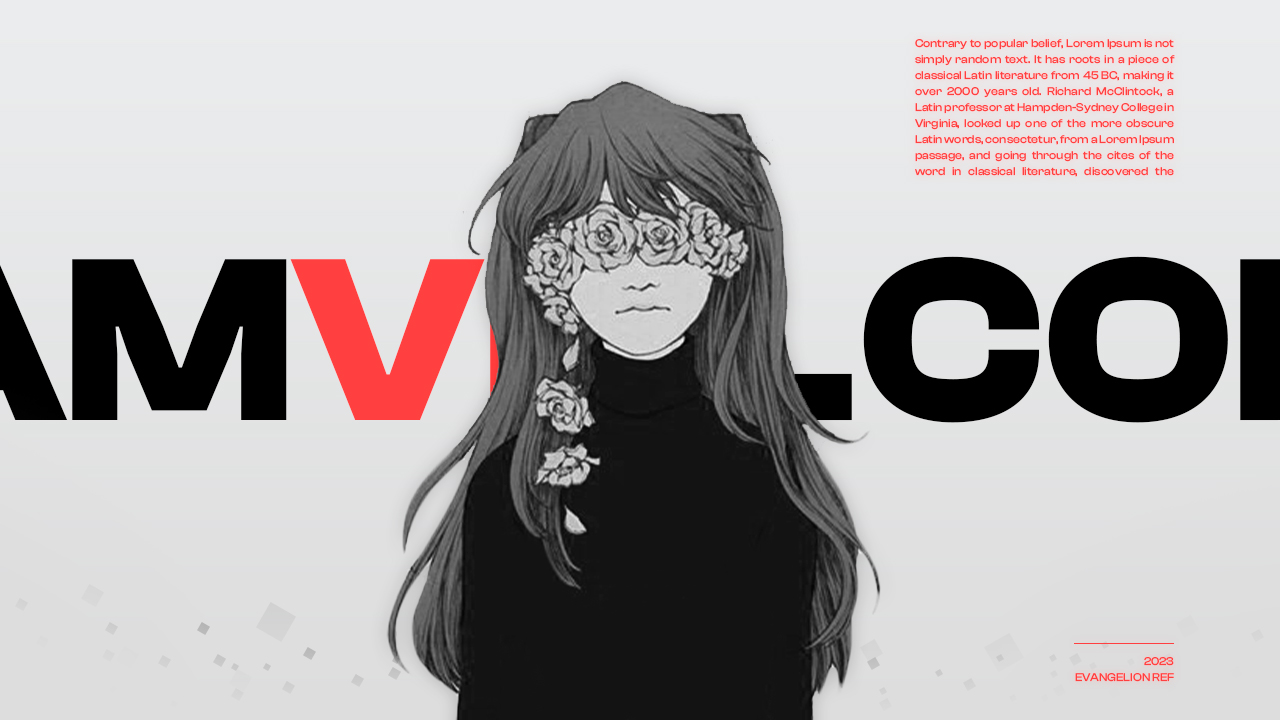 Contrary to popular belief, Lorem Ipsum is not
simply random text. It has roots in a piece of
classical Latin literature from 45 BC, making it
over 2000 years old. Richard McClintock, a
Latin professor at Hampden-Sydney College in
Virginia, looked up one of the more obscure
Latin words, consectetur, from a Lorem Ipsum
passage, and going through the cites of the
word in classical literature, discovered the
AMV .CO
2023
EVANGELION REF